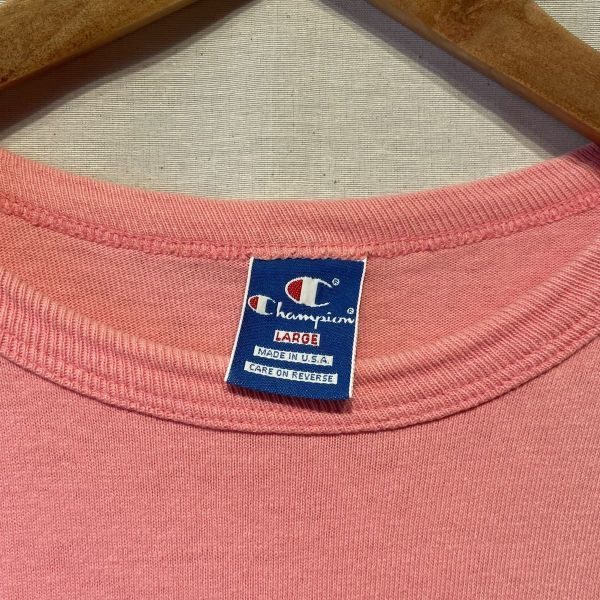 ®
Champion®
LARGE
MADE IN U.S.A.
CARE ON REVERSE